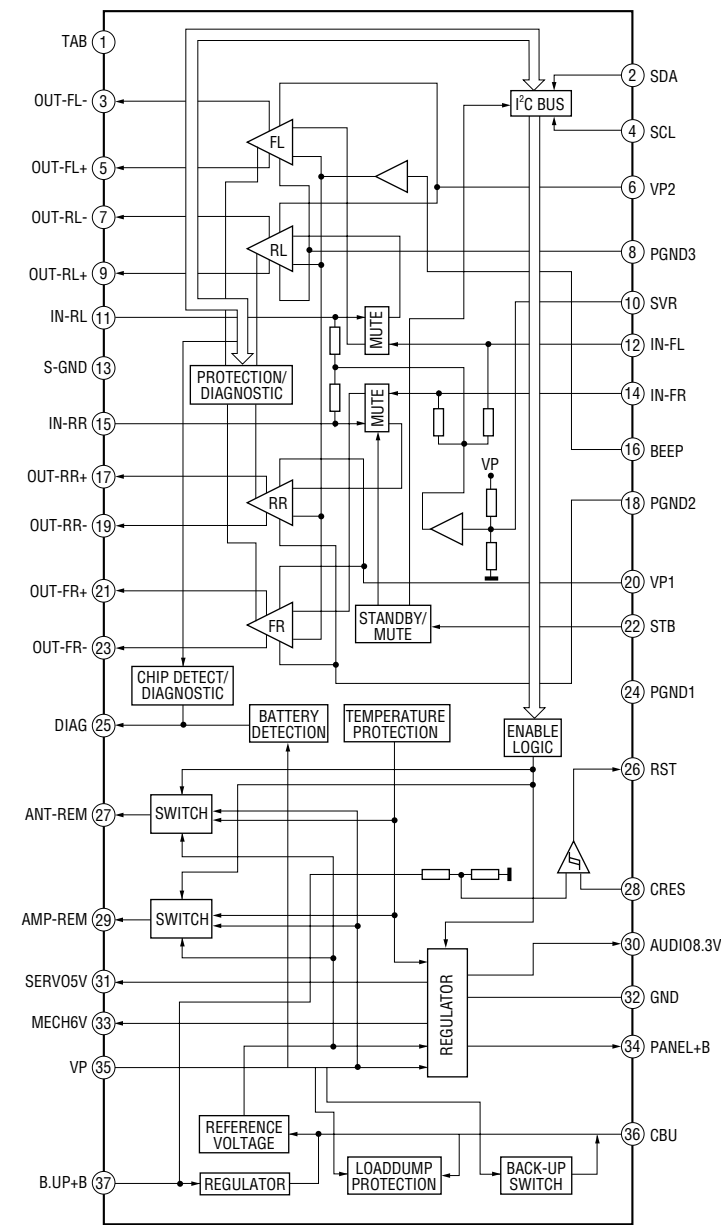 TAB 1
2 SDA
I²C BUS
OUT-FL- 3
4 SCL
FL
OUT-FL+ 5
6 VP2
OUT-RL- 7
RL
8 PGND3
OUT-RL+ 9
10 SVR
IN-RL 11
MUTE
12 IN-FL
S-GND 13
PROTECTION/
DIAGNOSTIC
14 IN-FR
MUTE
IN-RR 15
16 BEEP
VP
OUT-RR+ 17
RR
18 PGND2
OUT-RR- 19
20 VP1
OUT-FR+ 21
STANDBY/
MUTE
22 STB
FR
OUT-FR- 23
CHIP DETECT/
DIAGNOSTIC
24 PGND1
DIAG 25
BATTERY
DETECTION
TEMPERATURE
PROTECTION
ENABLE
LOGIC
26 RST
ANT-REM 27
SWITCH
28 CRES
AMP-REM 29
SWITCH
30 AUDIO8.3V
SERVO5V 31
REGULATOR
32 GND
MECH6V 33
34 PANEL+B
VP 35
REFERENCE
VOLTAGE
36 CBU
B.UP+B 37
REGULATOR
LOADDUMP
PROTECTION
BACK-UP
SWITCH